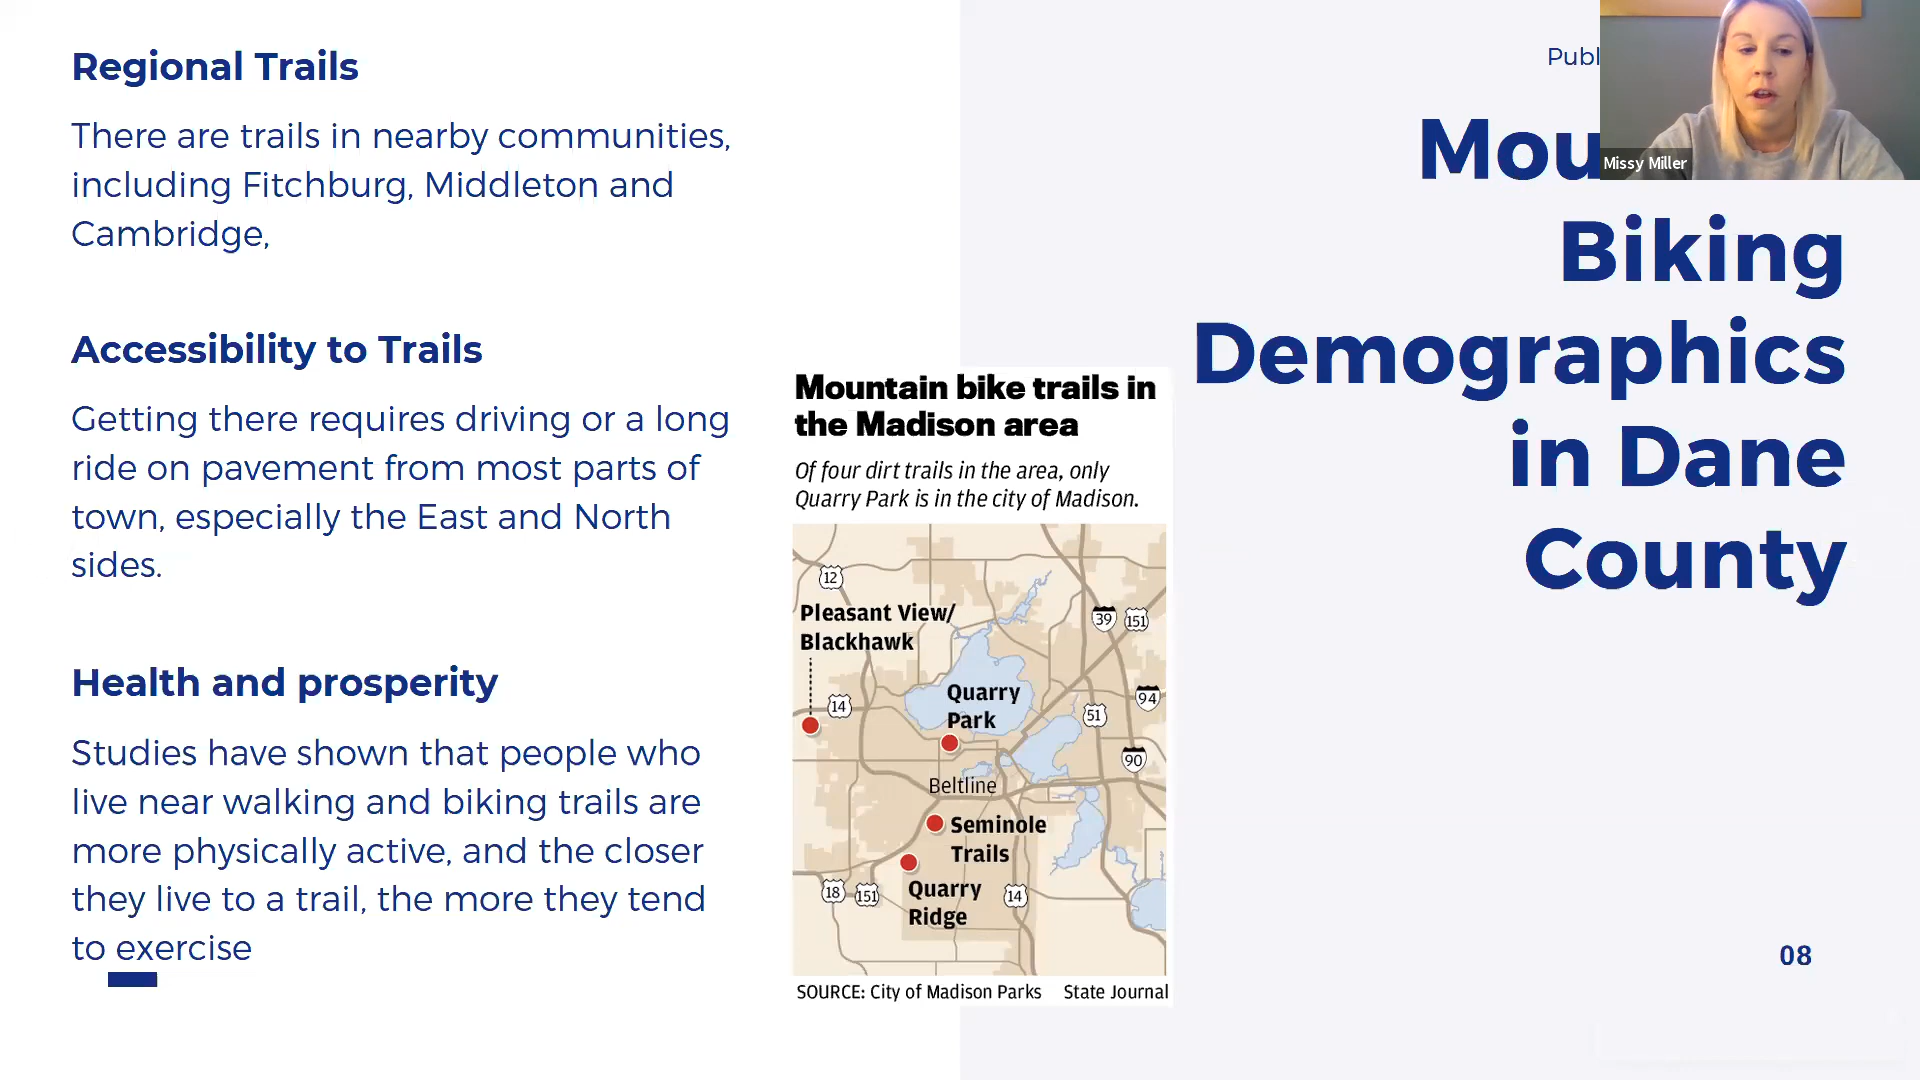 Regional Trails
There are trails in nearby communities,
including Fitchburg, Middleton and
Cambridge,
Accessibility to Trails
Getting there requires driving or a long
ride on pavement from most parts of
town, especially the East and North
sides.
Health and prosperity
Studies have shown that people who
live near walking and biking trails are
more physically active, and the closer
they live to a trail, the more they tend
to exercise
Mountain bike trails in
the Madison area
Of four dirt trails in the area, only
Quarry Park is in the city of Madison.
12
Pleasant View/
Blackhawk
39
151
14
Quarry
Park
94
51
90
Beltline
Seminole
Trails
18
151
Quarry
Ridge
14
SOURCE: City of Madison Parks State Journal
Missy Miller
Biking
Demographics
in Dane
County
08